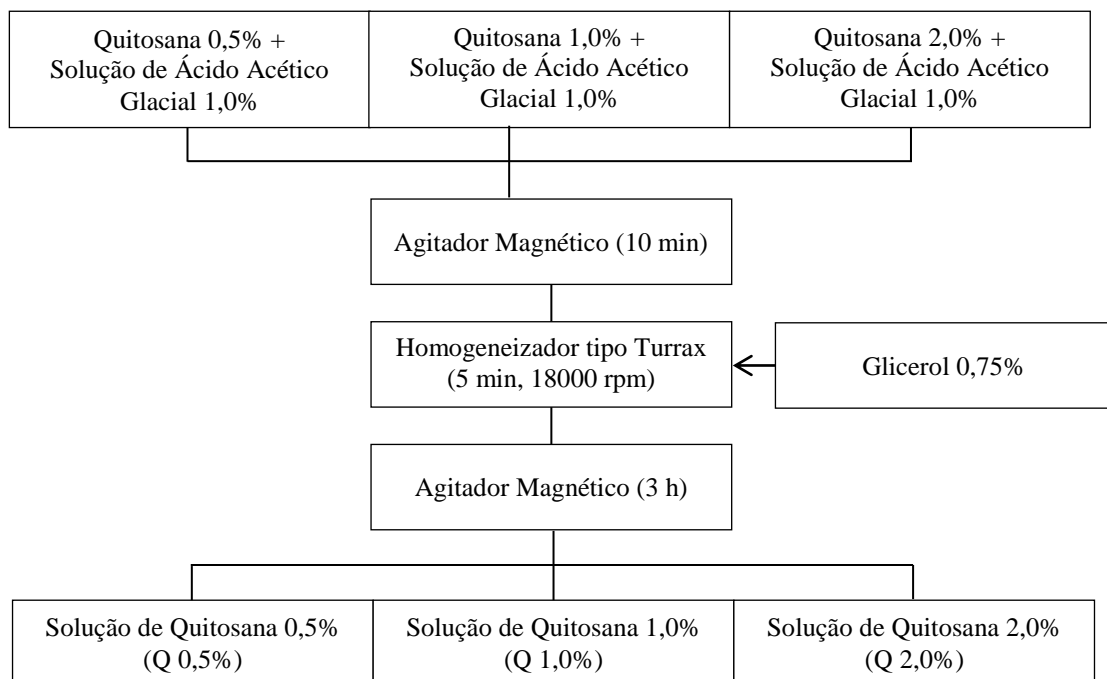 Quitosana 0,5% +
Solução de Ácido Acético
Glacial 1,0%
Quitosana 1,0% +
Solução de Ácido Acético
Glacial 1,0%
Quitosana 2,0% +
Solução de Ácido Acético
Glacial 1,0%
Agitador Magnético (10 min)
Homogeneizador tipo Turrax
(5 min, 18000 rpm)
Glicerol 0,75%
Agitador Magnético (3 h)
Solução de Quitosana 0,5%
(Q 0,5%)
Solução de Quitosana 1,0%
(Q 1,0%)
Solução de Quitosana 2,0%
(Q 2,0%)